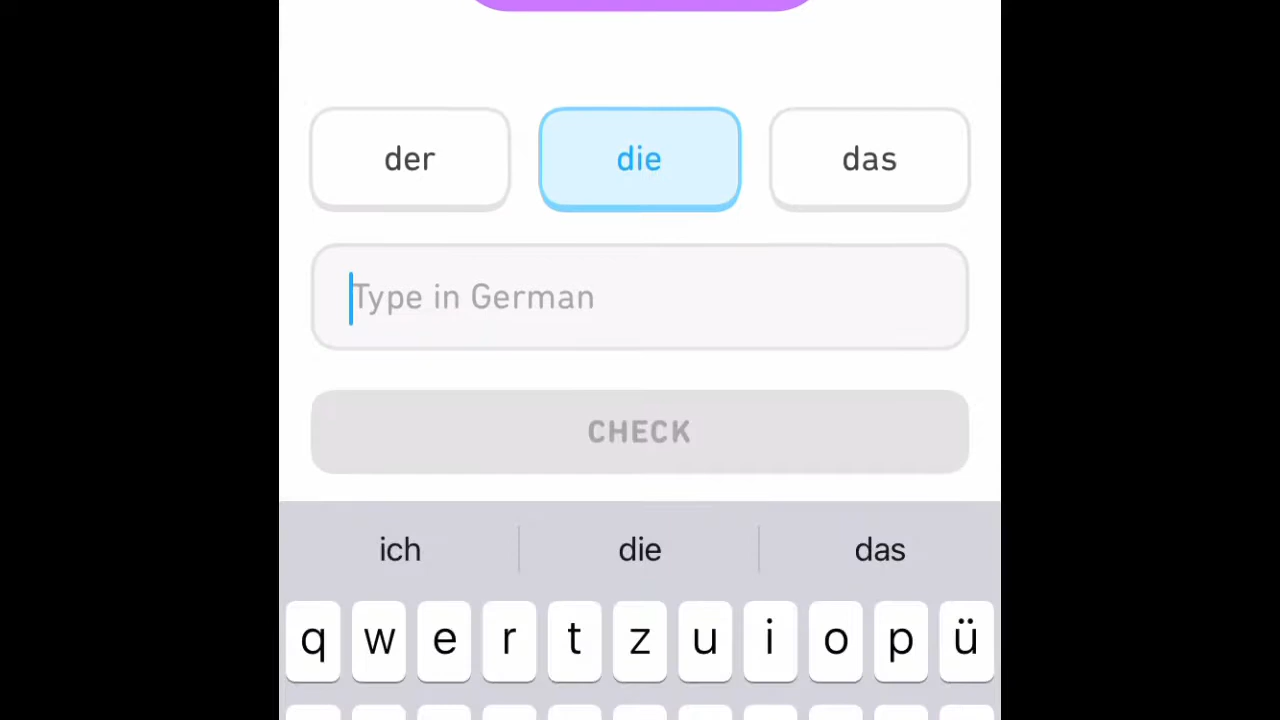 der die das
Type in German
CHECK
ich die das
q w e r t z u i o p ü